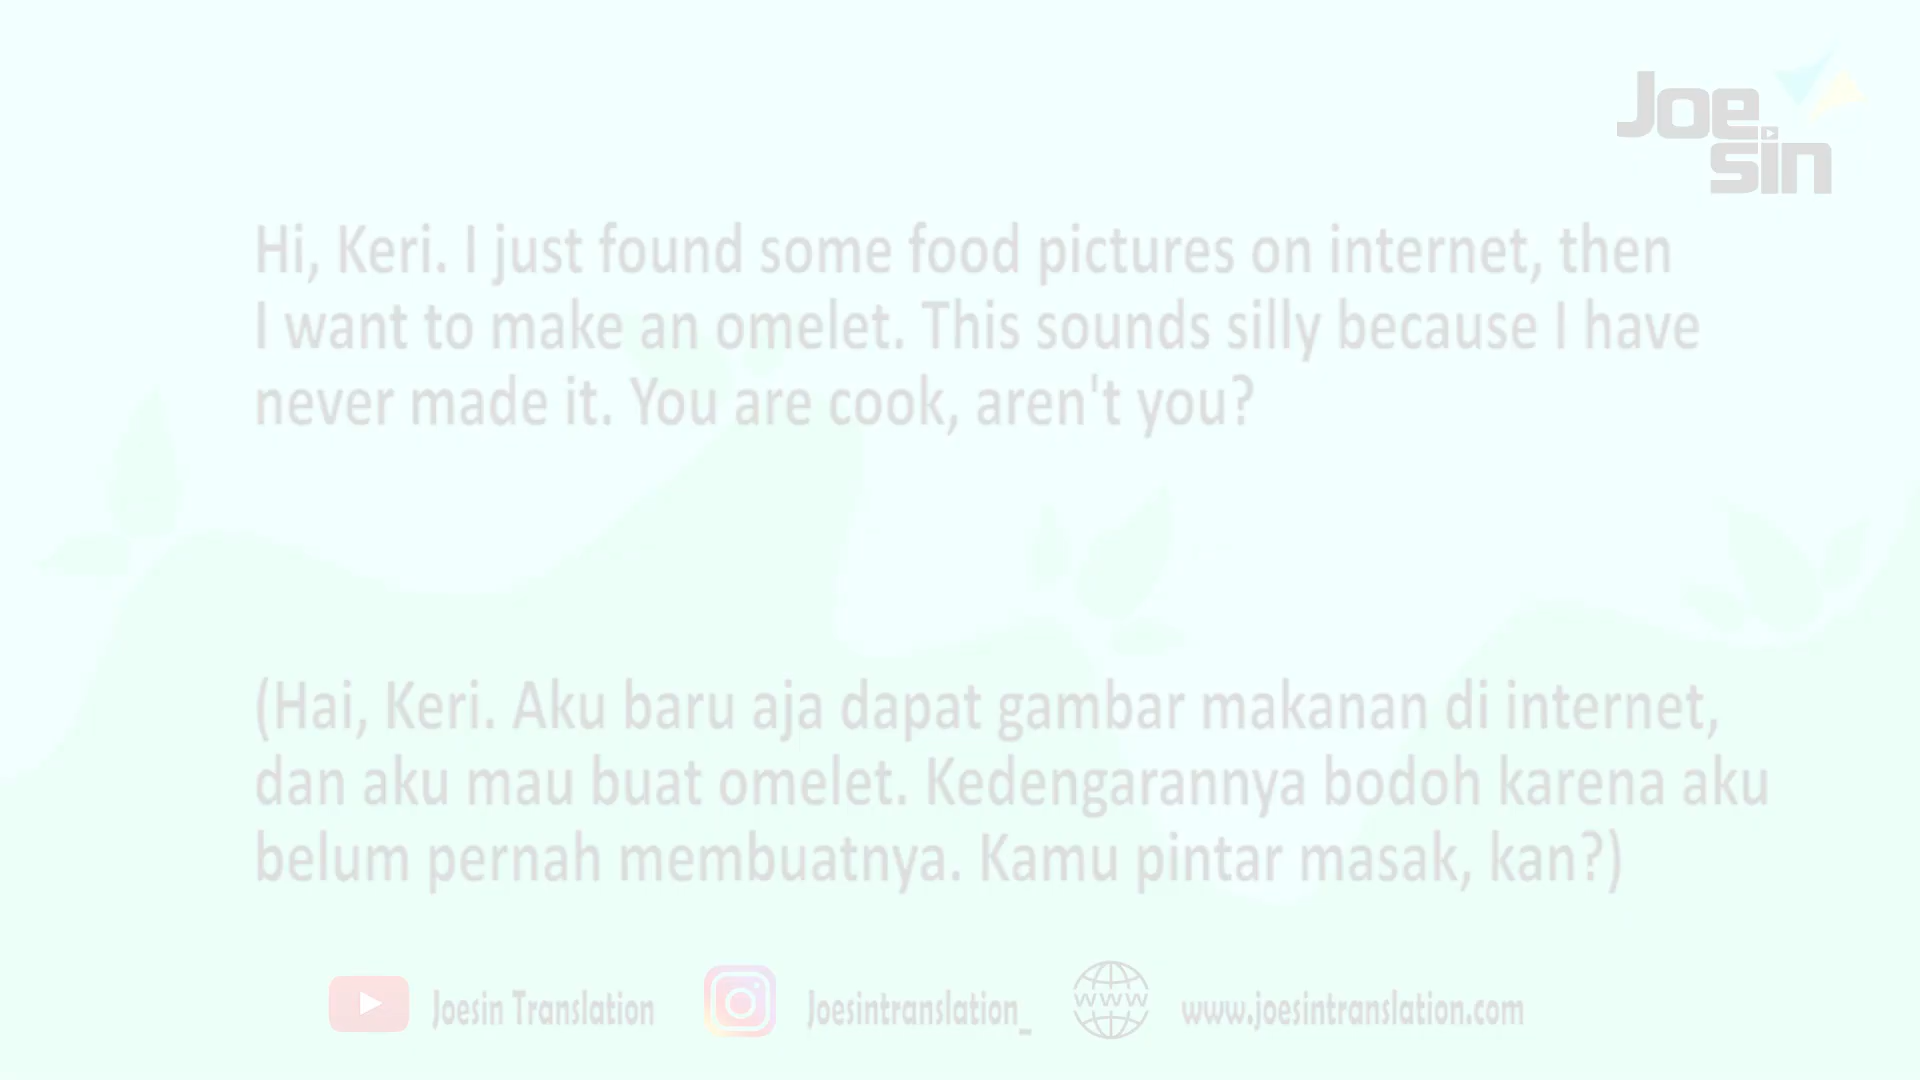 Joe
sin
Hi, Keri. I just found some food pictures on internet, then
I want to make an omelet. This sounds silly because I have
never made it. You are cook, aren't you?
(Hai, Keri. Aku baru aja dapat gambar makanan di internet,
dan aku mau buat omelet. Kedengarannya bodoh karena aku
belum pernah membuatnya. Kamu pintar masak, kan?)
Joesin Translation Joesintranslation_ www www.joesintranslation.com